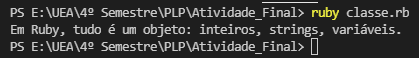 PS E:\UEA\4º Semestre\PLP\Atividade_Final> ruby classe.rb
Em Ruby, tudo é um objeto: inteiros, strings, variáveis.
PS E:\UEA\4º Semestre\PLP\Atividade_Final>